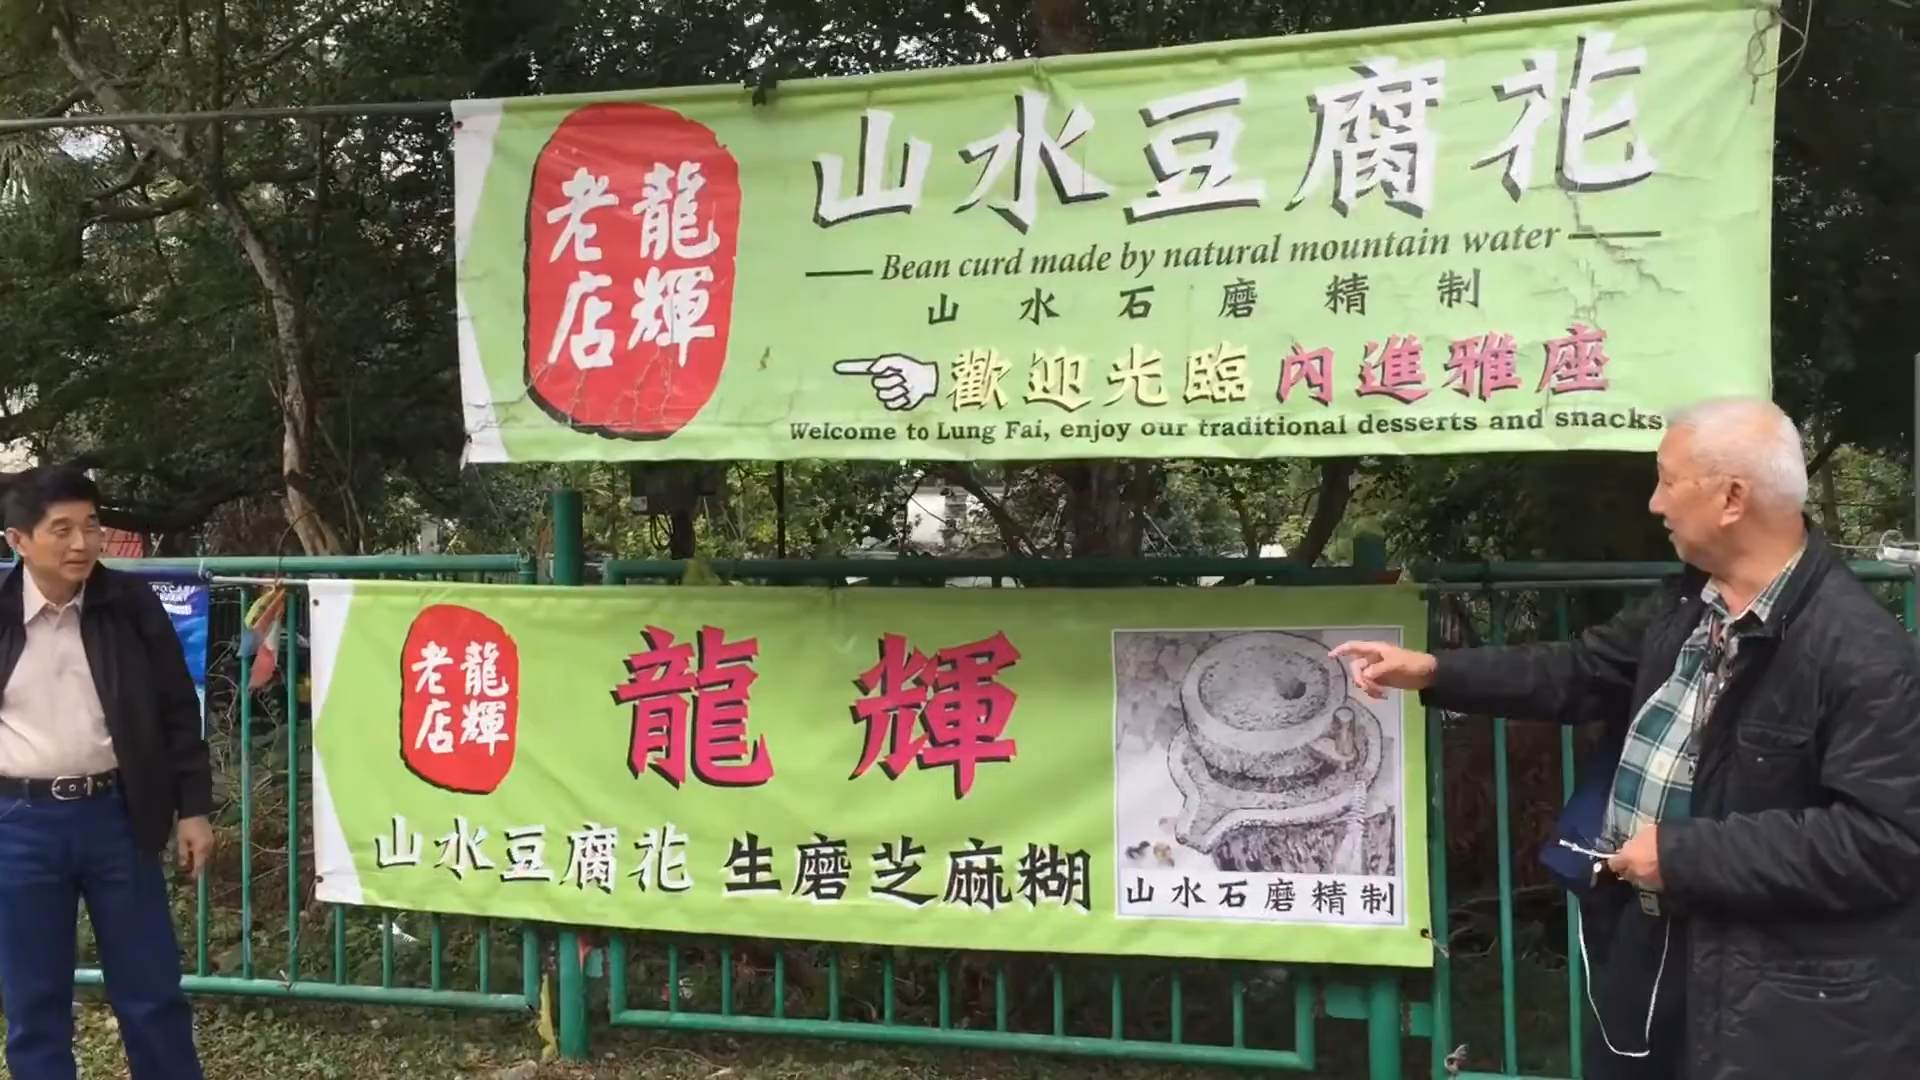 龍輝
老店
山水豆腐花
Bean curd made by natural mountain water
山水石磨精制
歡迎光臨 內進雅座
Welcome to Lung Fai, enjoy our traditional desserts and snacks
龍輝
老店
龍輝
山水豆腐花 生磨芝麻糊
山水石磨精制